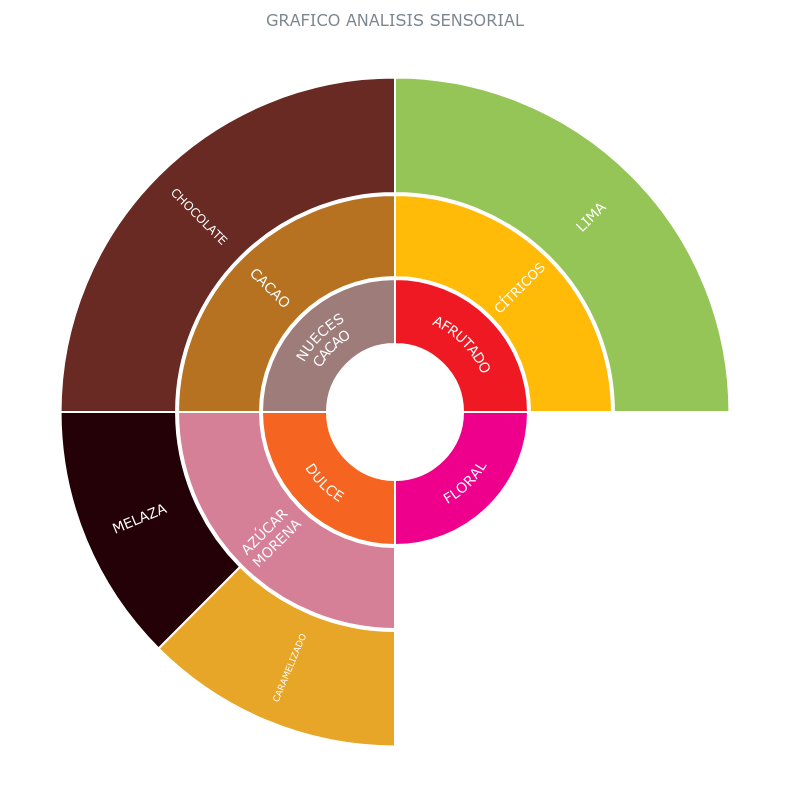 GRAFICO ANALISIS SENSORIAL
CHOCOLATE
LIMA
CACAO
CÍTRICOS
NUECES
CACAO
AFRUTADO
DULCE
FLORAL
MELAZA
AZÚCAR
MORENA
CARAMELIZADO